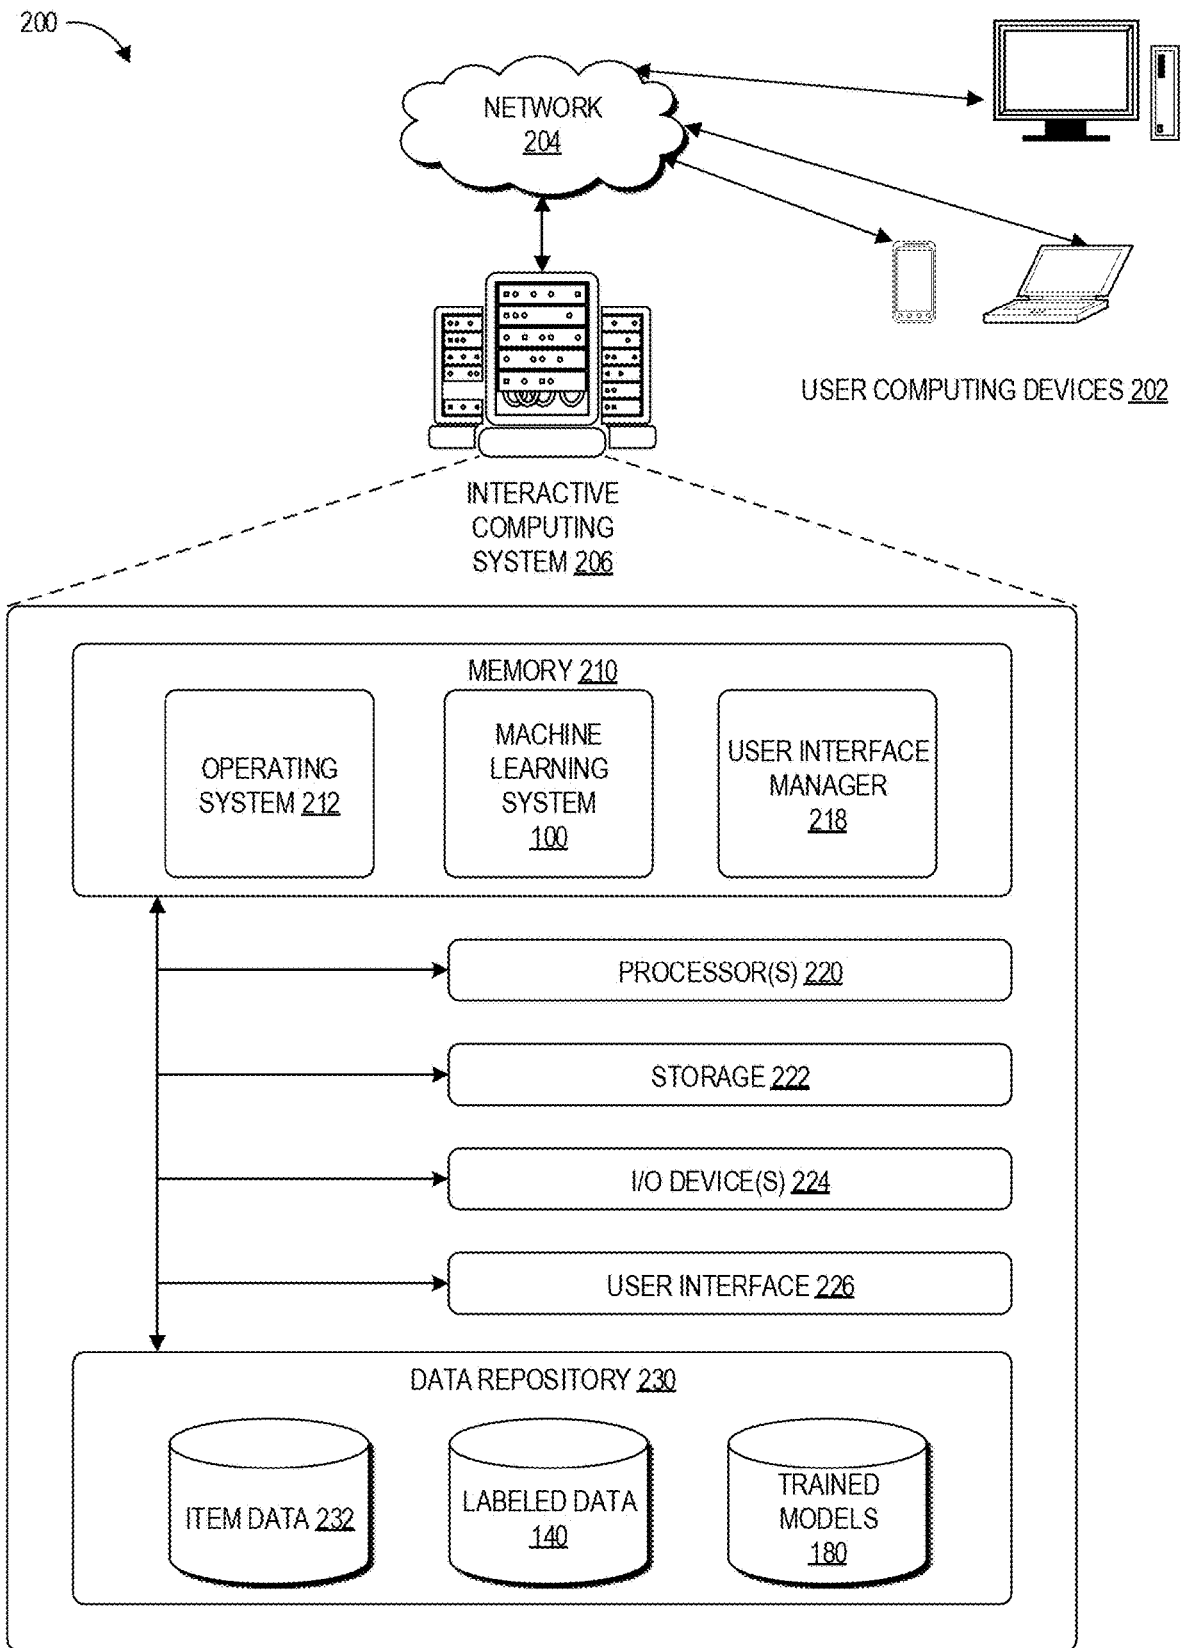 200
NETWORK
204
USER COMPUTING DEVICES 202
INTERACTIVE
COMPUTING
SYSTEM 206
MEMORY 210
OPERATING
SYSTEM 212
MACHINE
LEARNING
SYSTEM
100
USER INTERFACE
MANAGER
218
PROCESSOR(S) 220
STORAGE 222
I/O DEVICE(S) 224
USER INTERFACE 226
DATA REPOSITORY 230
ITEM DATA 232
LABELED DATA
140
TRAINED
MODELS
180